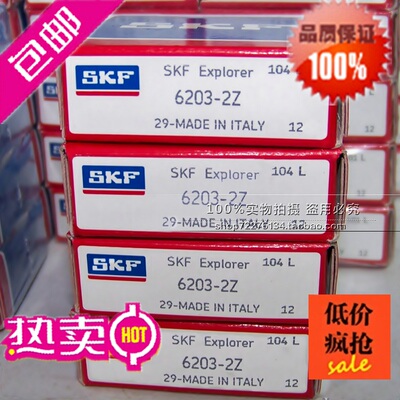 包邮
品质保证
100%
SKF
SKF Explorer
104 L
6203-2Z
29-MADE IN ITALY
12
SKF
SKF Explorer
104 L
6203-2Z
100%实物拍摄 盗用必究
29-MADE IN ITALY
12
SKF
SKF Explorer
104 L
6203-2Z
29-MADE IN ITALY
12
热卖
HOT
SKF Explorer
104 L
6203-2Z
29-MADE IN ITALY
12
低价
疯抢
sale